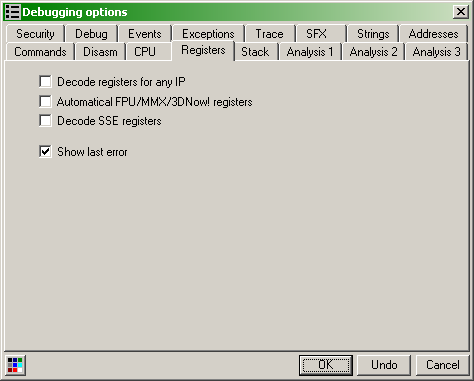 Debugging options
Security Debug Events Exceptions Trace SFX Strings Addresses
Commands Disasm CPU Registers Stack Analysis 1 Analysis 2 Analysis 3
Decode registers for any IP
Automatical FPU/MMX/3DNow! registers
Decode SSE registers
Show last error
OK Undo Cancel